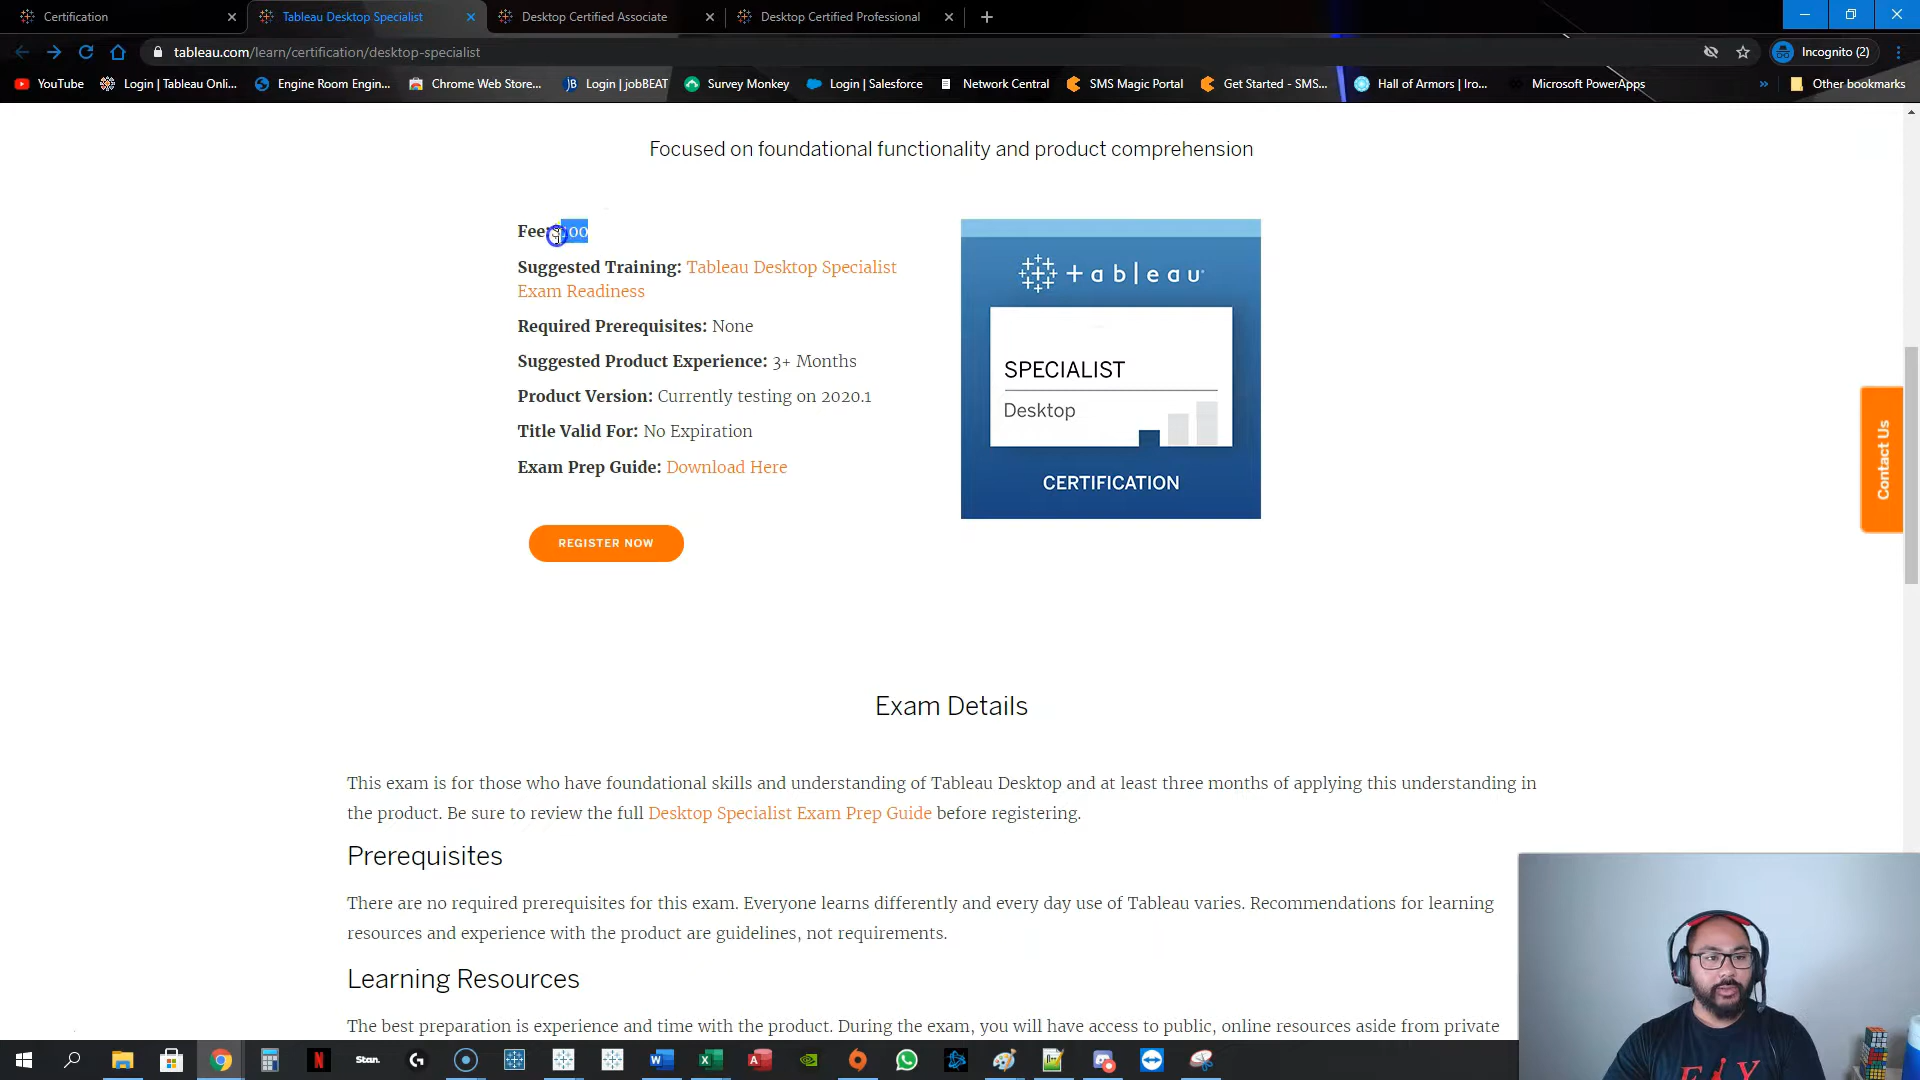 Certification
Tableau Desktop Specialist
Desktop Certified Associate
Desktop Certified Professional
tableau.com/learn/certification/desktop-specialist
Incognito (2)
YouTube
Login | Tableau Onli...
Engine Room Engin...
Chrome Web Store...
Login | jobBEAT
Survey Monkey
Login | Salesforce
Network Central
SMS Magic Portal
Get Started - SMS...
Hall of Armors | Iro...
Microsoft PowerApps
Other bookmarks
Focused on foundational functionality and product comprehension
Fee:
Suggested Training: Tableau Desktop Specialist
Exam Readiness
Required Prerequisites: None
Suggested Product Experience: 3+ Months
Product Version: Currently testing on 2020.1
Title Valid For: No Expiration
Exam Prep Guide: Download Here
REGISTER NOW
+ableau
SPECIALIST
Desktop
CERTIFICATION
Contact Us
Exam Details
This exam is for those who have foundational skills and understanding of Tableau Desktop and at least three months of applying this understanding in
the product. Be sure to review the full Desktop Specialist Exam Prep Guide before registering.
Prerequisites
There are no required prerequisites for this exam. Everyone learns differently and every day use of Tableau varies. Recommendations for learning
resources and experience with the product are guidelines, not requirements.
Learning Resources
The best preparation is experience and time with the product. During the exam, you will have access to public, online resources aside from private
Stan.